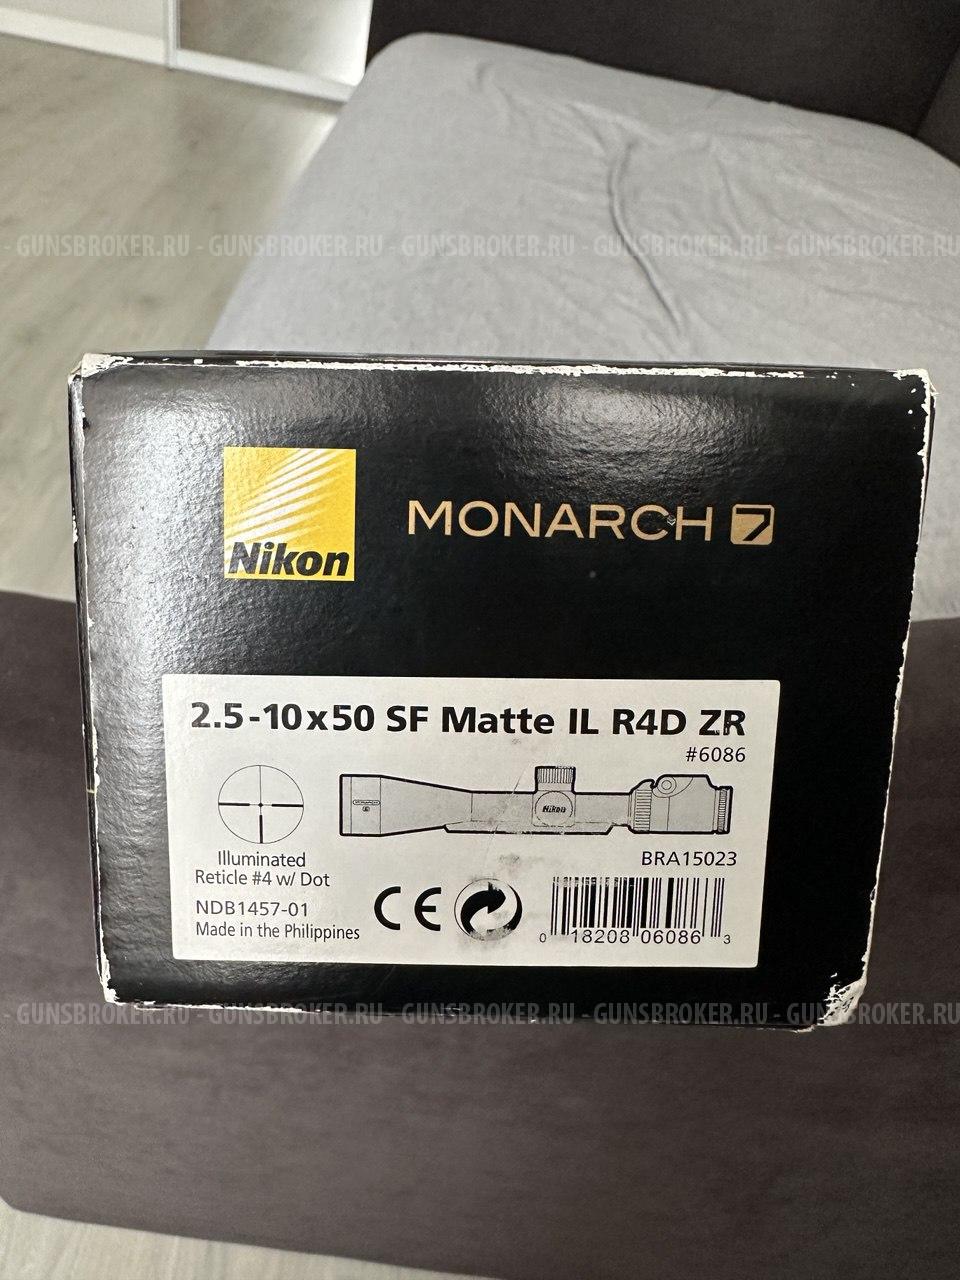 - GUNSBROKER.RU - GUNSBROKER.RU - GUNSBROKER.RU - GUNSBROKER.RU - GUNSBROKER.RU
Nikon
MONARCH 7
2.5-10x50 SF Matte IL R4D ZR
#6086
Nikon
Illuminated
Reticle #4 w/ Dot
BRA15023
NDB1457-01
Made in the Philippines
CE
0 18208 06086 3
- GUNSBROKER.RU - GUNSBROKER.RU - GUNSBROKER.RU - GUNSBROKER.RU - GUNSBROKER.RU